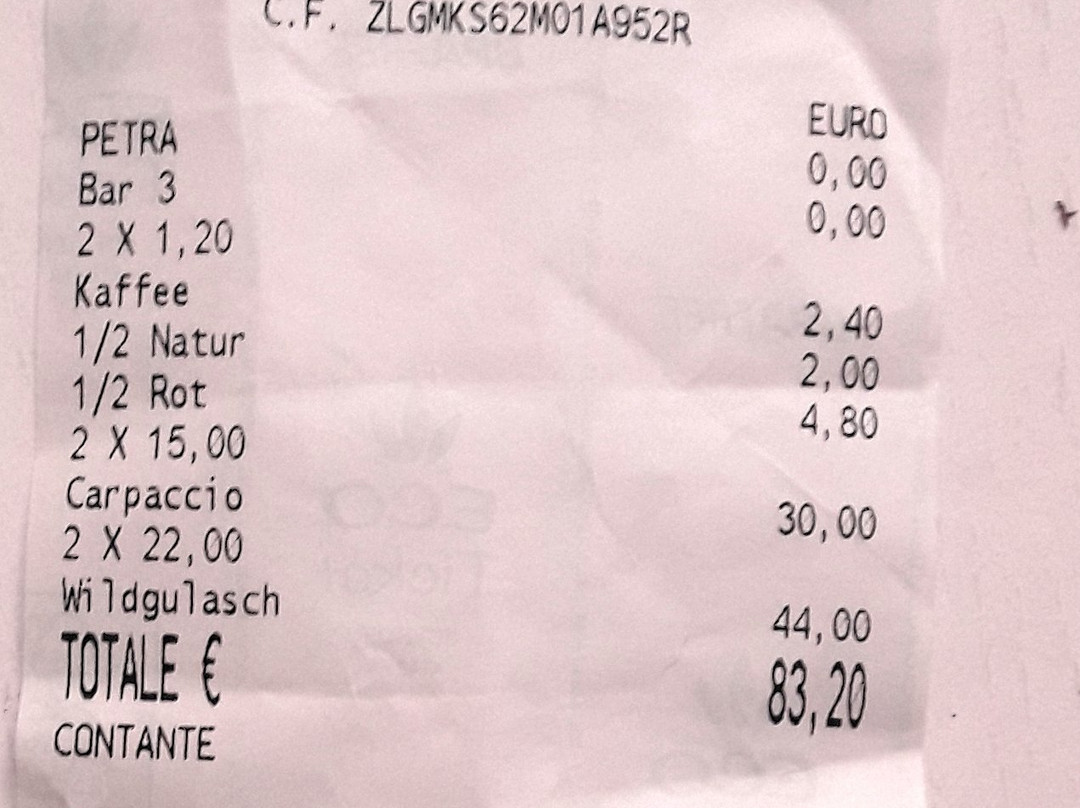 C.F. ZLGMKS62M01A952R
EURO
PETRA 0,00
Bar 3 0,00
2 X 1,20
Kaffee 2,40
1/2 Natur 2,00
1/2 Rot 4,80
2 X 15,00
Carpaccio 30,00
2 X 22,00
Wildgulasch 44,00
TOTALE € 83,20
CONTANTE